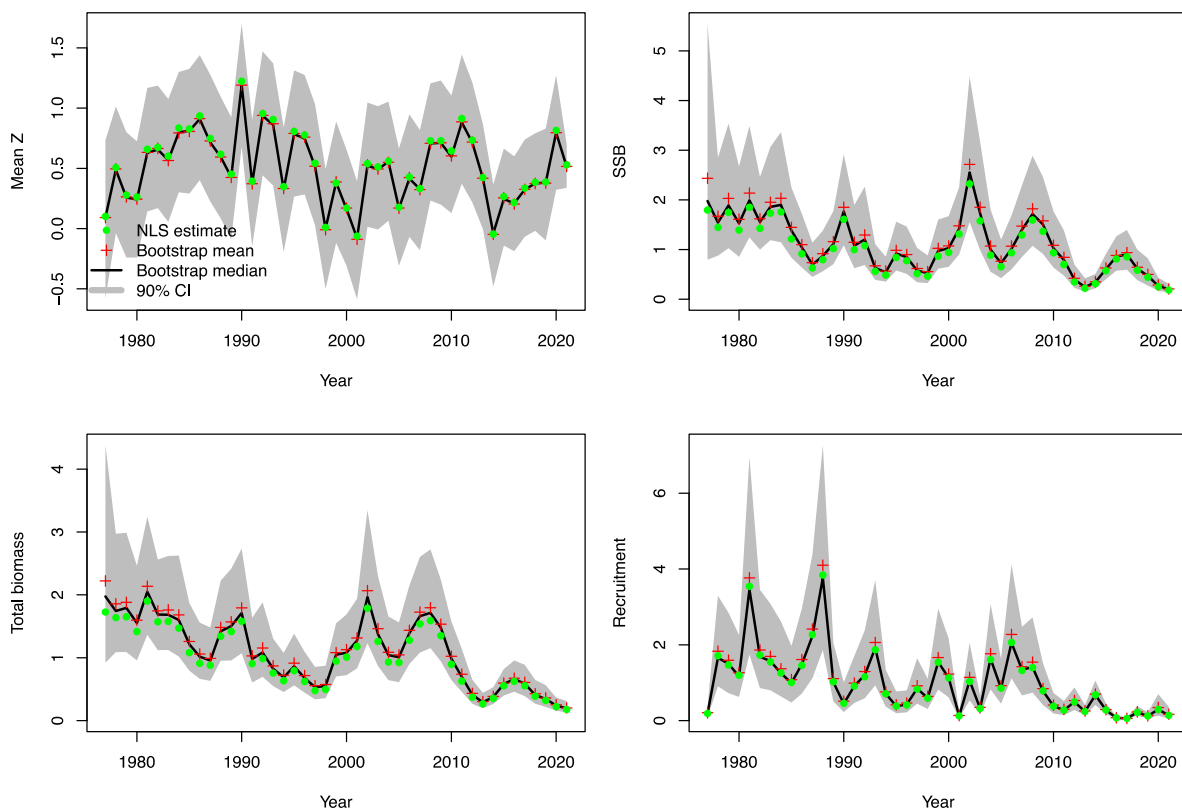 Mean Z
1.5
1.0
0.5
0.0
−0.5
NLS estimate
Bootstrap mean
Bootstrap median
90% CI
1980 1990 2000 2010 2020
Year
SSB
5
4
3
2
1
0
1980 1990 2000 2010 2020
Year
Total biomass
4
3
2
1
0
1980 1990 2000 2010 2020
Year
Recruitment
6
4
2
0
1980 1990 2000 2010 2020
Year